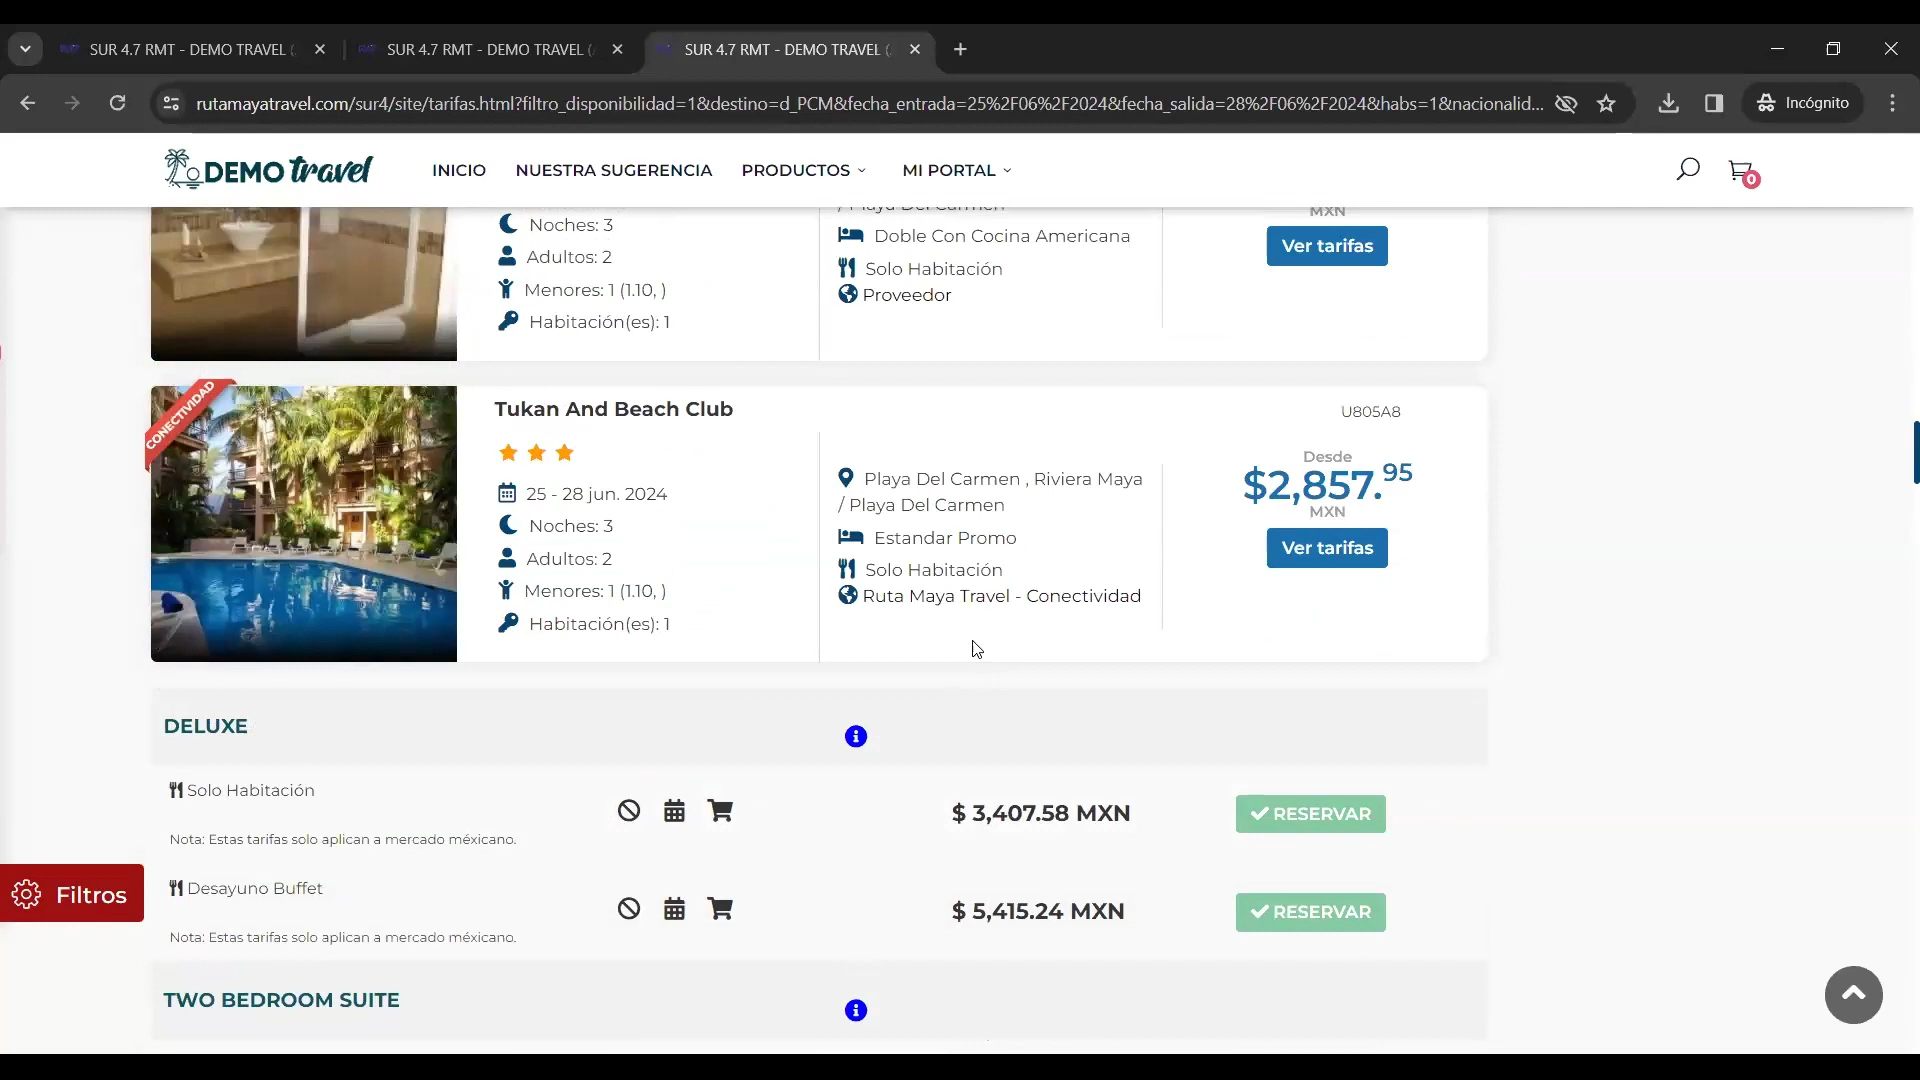 SUR 4.7 RMT - DEMO TRAVEL (
SUR 4.7 RMT - DEMO TRAVEL (
SUR 4.7 RMT - DEMO TRAVEL (
rutamayatravel.com/sur4/site/tarifas.html?filtro_disponibilidad=1&destino=d_PCM&fecha_entrada=25%2F06%2F2024&fecha_salida=28%2F06%2F2024&habs=1&nacionalid...
Incógnito
DEMO travel
INICIO
NUESTRA SUGERENCIA
PRODUCTOS
MI PORTAL
0
Noches: 3
Adultos: 2
Menores: 1 (1.10, )
Habitación(es): 1
/ Playa Del Carmen
Doble Con Cocina Americana
Solo Habitación
Proveedor
MXN
Ver tarifas
CONECTIVIDAD
Tukan And Beach Club
25 - 28 jun. 2024
Noches: 3
Adultos: 2
Menores: 1 (1.10, )
Habitación(es): 1
Playa Del Carmen , Riviera Maya
/ Playa Del Carmen
Estandar Promo
Solo Habitación
Ruta Maya Travel - Conectividad
U805A8
Desde
$2,857.95
MXN
Ver tarifas
DELUXE
Solo Habitación
Nota: Estas tarifas solo aplican a mercado méxicano.
$ 3,407.58 MXN
RESERVAR
Desayuno Buffet
Nota: Estas tarifas solo aplican a mercado méxicano.
$ 5,415.24 MXN
RESERVAR
Filtros
TWO BEDROOM SUITE